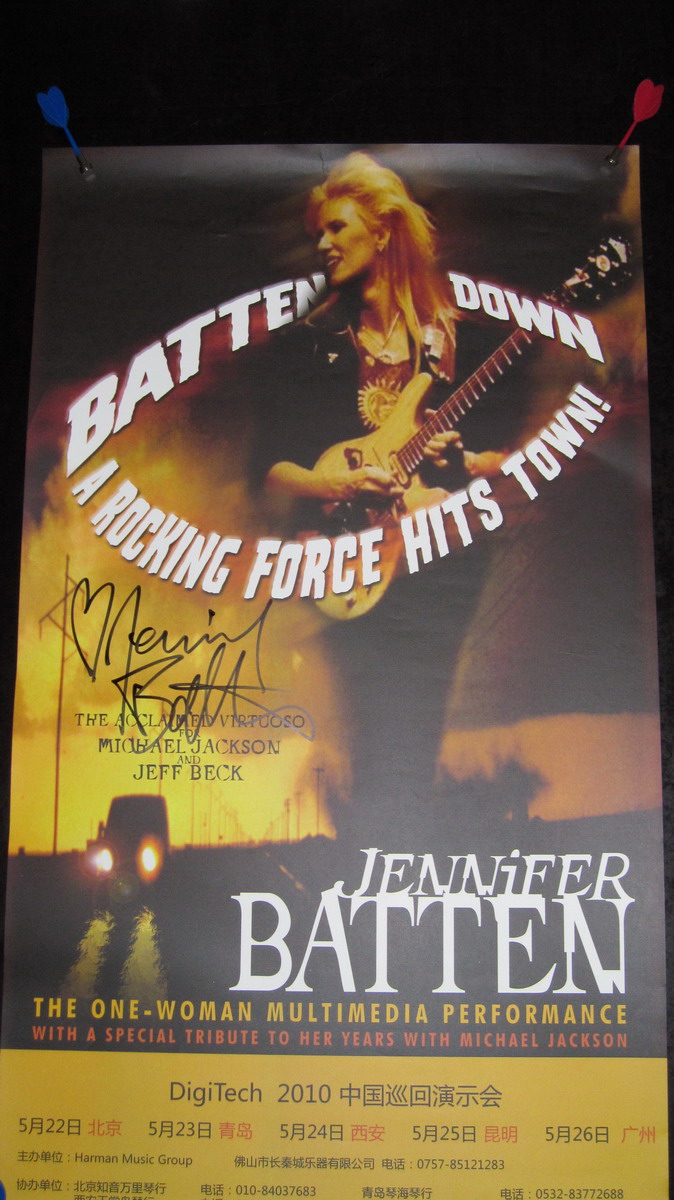 BATTEN DOWN
A ROCKING FORCE HITS TOWN!
Jennifer
Batten
THE ACCLAIMED VIRTUOSO
FOR
MICHAEL JACKSON
AND
JEFF BECK
JENNiFER
BATTEN
THE ONE-WOMAN MULTIMEDIA PERFORMANCE
WITH A SPECIAL TRIBUTE TO HER YEARS WITH MICHAEL JACKSON
DigiTech 2010 中国巡回演示会
5月22日 北京 5月23日 青岛 5月24日 西安 5月25日 昆明 5月26日 广州
主办单位：Harman Music Group 佛山市长秦城乐器有限公司 电话：0757-85121283
协办单位：北京知音万里琴行 电话：010-84037683 青岛琴海琴行 电话：0532-83772688